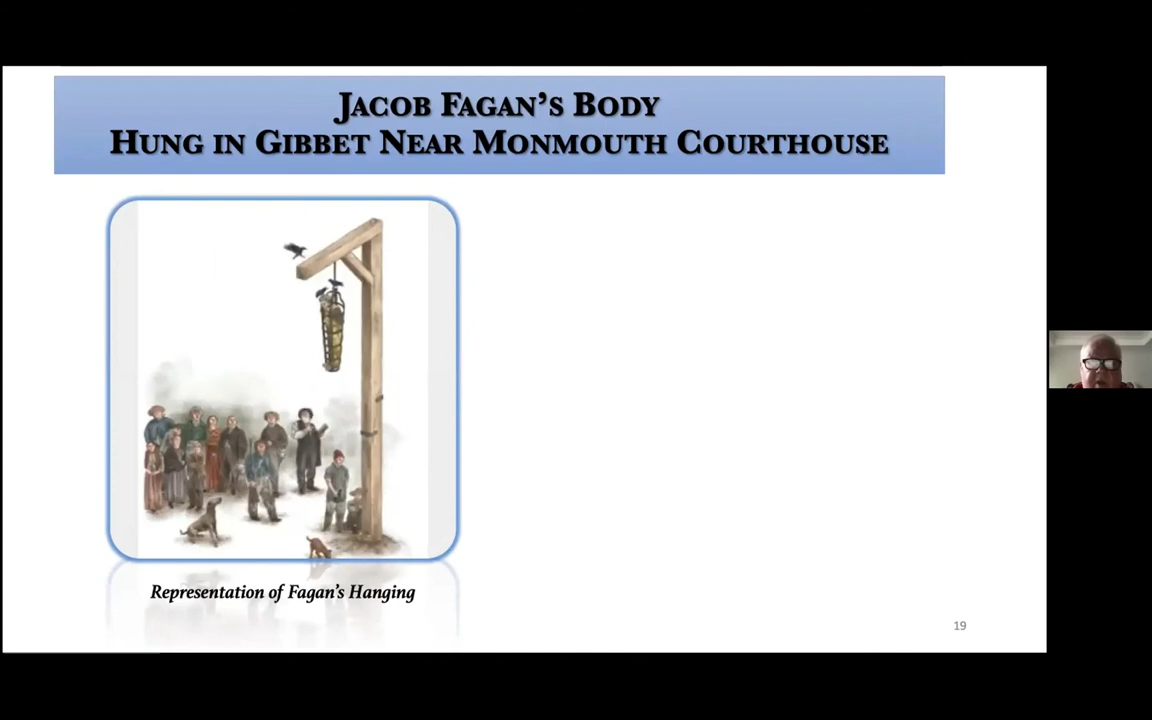 Jacob Fagan's Body
Hung in Gibbet Near Monmouth Courthouse
Representation of Fagan's Hanging
19